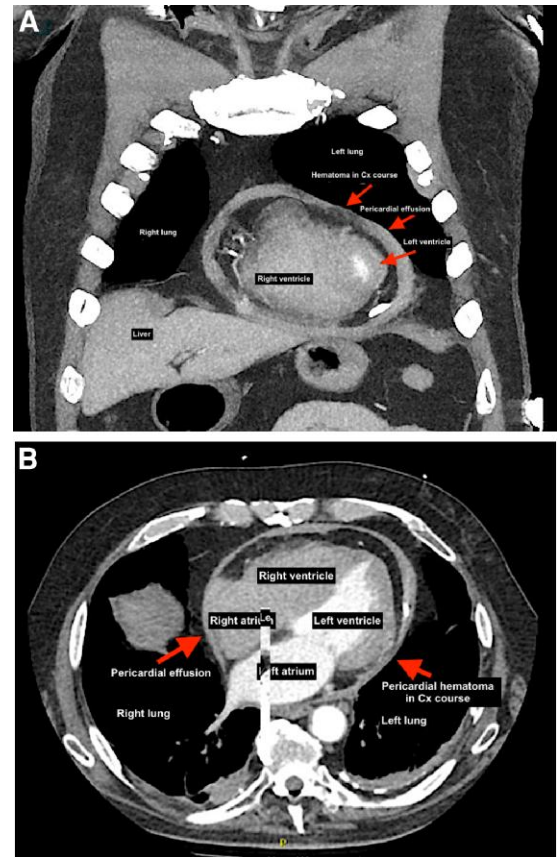 A
Left lung
Hematoma in Cx course
Pericardial effusion
Left ventricle
Right lung
Right ventricle
Liver
B
Right ventricle
Right atrium
Left ventricle
Left atrium
Pericardial effusion
Pericardial hematoma
in Cx course
Right lung
Left lung
P